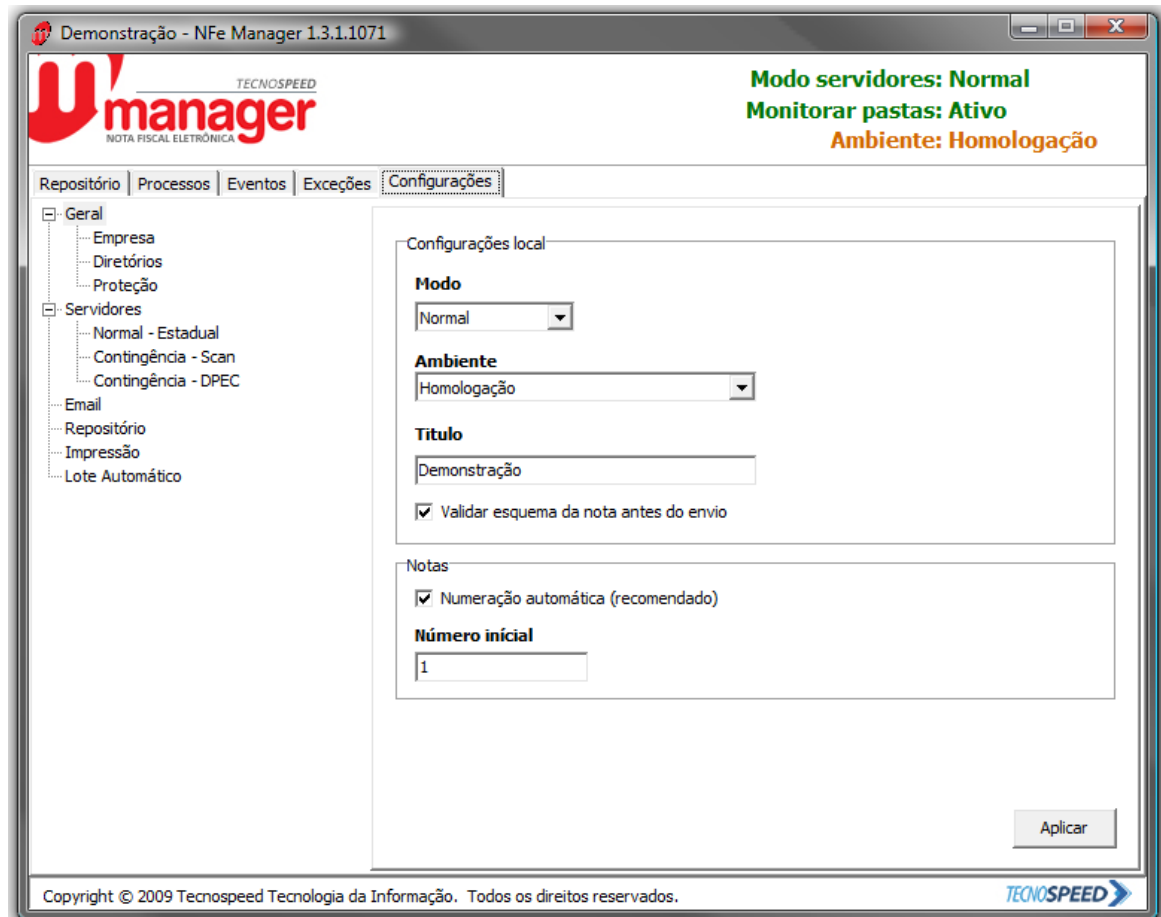 Demonstração - NFe Manager 1.3.1.1071
TECNOSPEED
manager
NOTA FISCAL ELETRÔNICA
Modo servidores: Normal
Monitorar pastas: Ativo
Ambiente: Homologação
Repositório Processos Eventos Exceções Configurações
Geral
Empresa
Diretórios
Proteção
Servidores
Normal - Estadual
Contingência - Scan
Contingência - DPEC
Email
Repositório
Impressão
Lote Automático
Configurações local
Modo
Normal
Ambiente
Homologação
Titulo
Demonstração
Validar esquema da nota antes do envio
Notas
Numeração automática (recomendado)
Número inícial
1
Aplicar
Copyright © 2009 Tecnospeed Tecnologia da Informação. Todos os direitos reservados.
TECNOSPEED